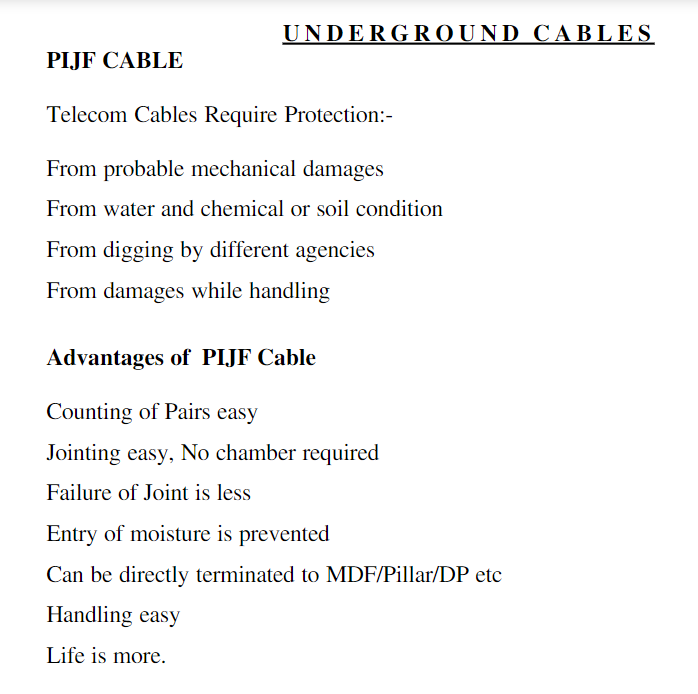 UNDERGROUND CABLES
PIJF CABLE
Telecom Cables Require Protection:-
From probable mechanical damages
From water and chemical or soil condition
From digging by different agencies
From damages while handling
Advantages of PIJF Cable
Counting of Pairs easy
Jointing easy, No chamber required
Failure of Joint is less
Entry of moisture is prevented
Can be directly terminated to MDF/Pillar/DP etc
Handling easy
Life is more.